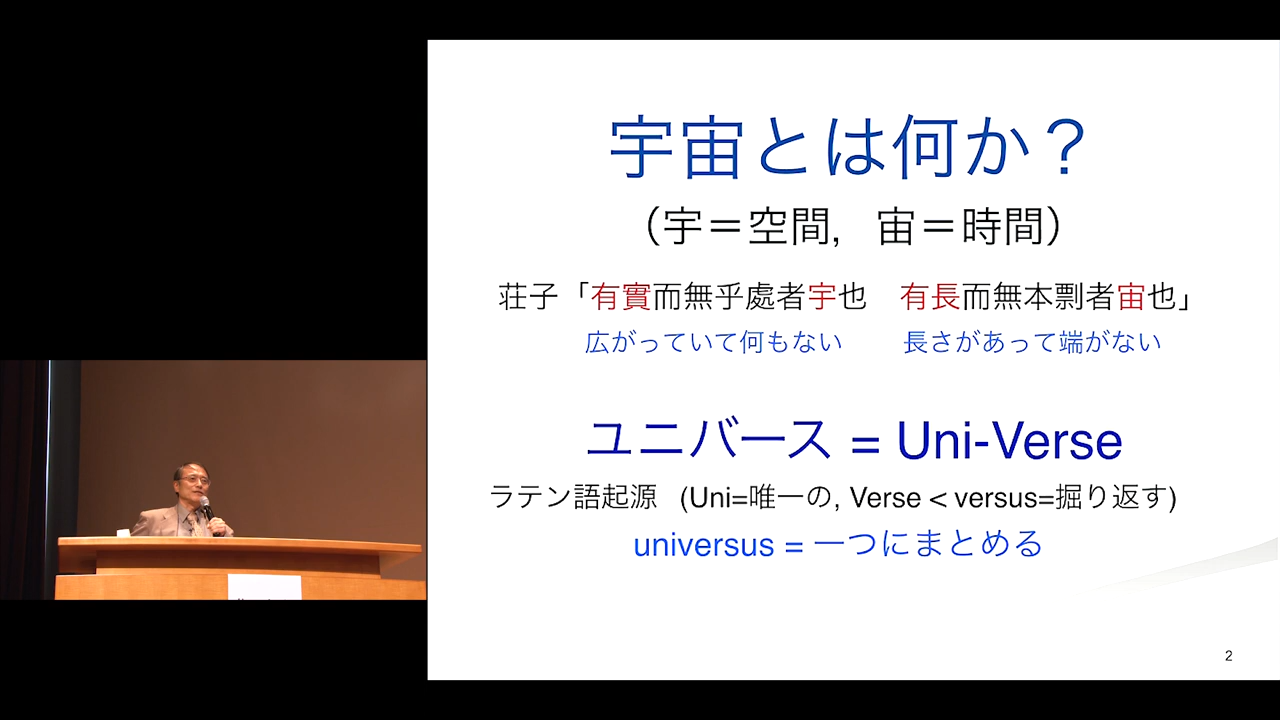 宇宙とは何か？
（宇＝空間，宙＝時間）
荘子「有實而無乎處者宇也　有長而無本剽者宙也」
広がっていて何もない　長さがあって端がない
ユニバース = Uni-Verse
ラテン語起源 (Uni=唯一の, Verse < versus=掘り返す)
universus = 一つにまとめる
2